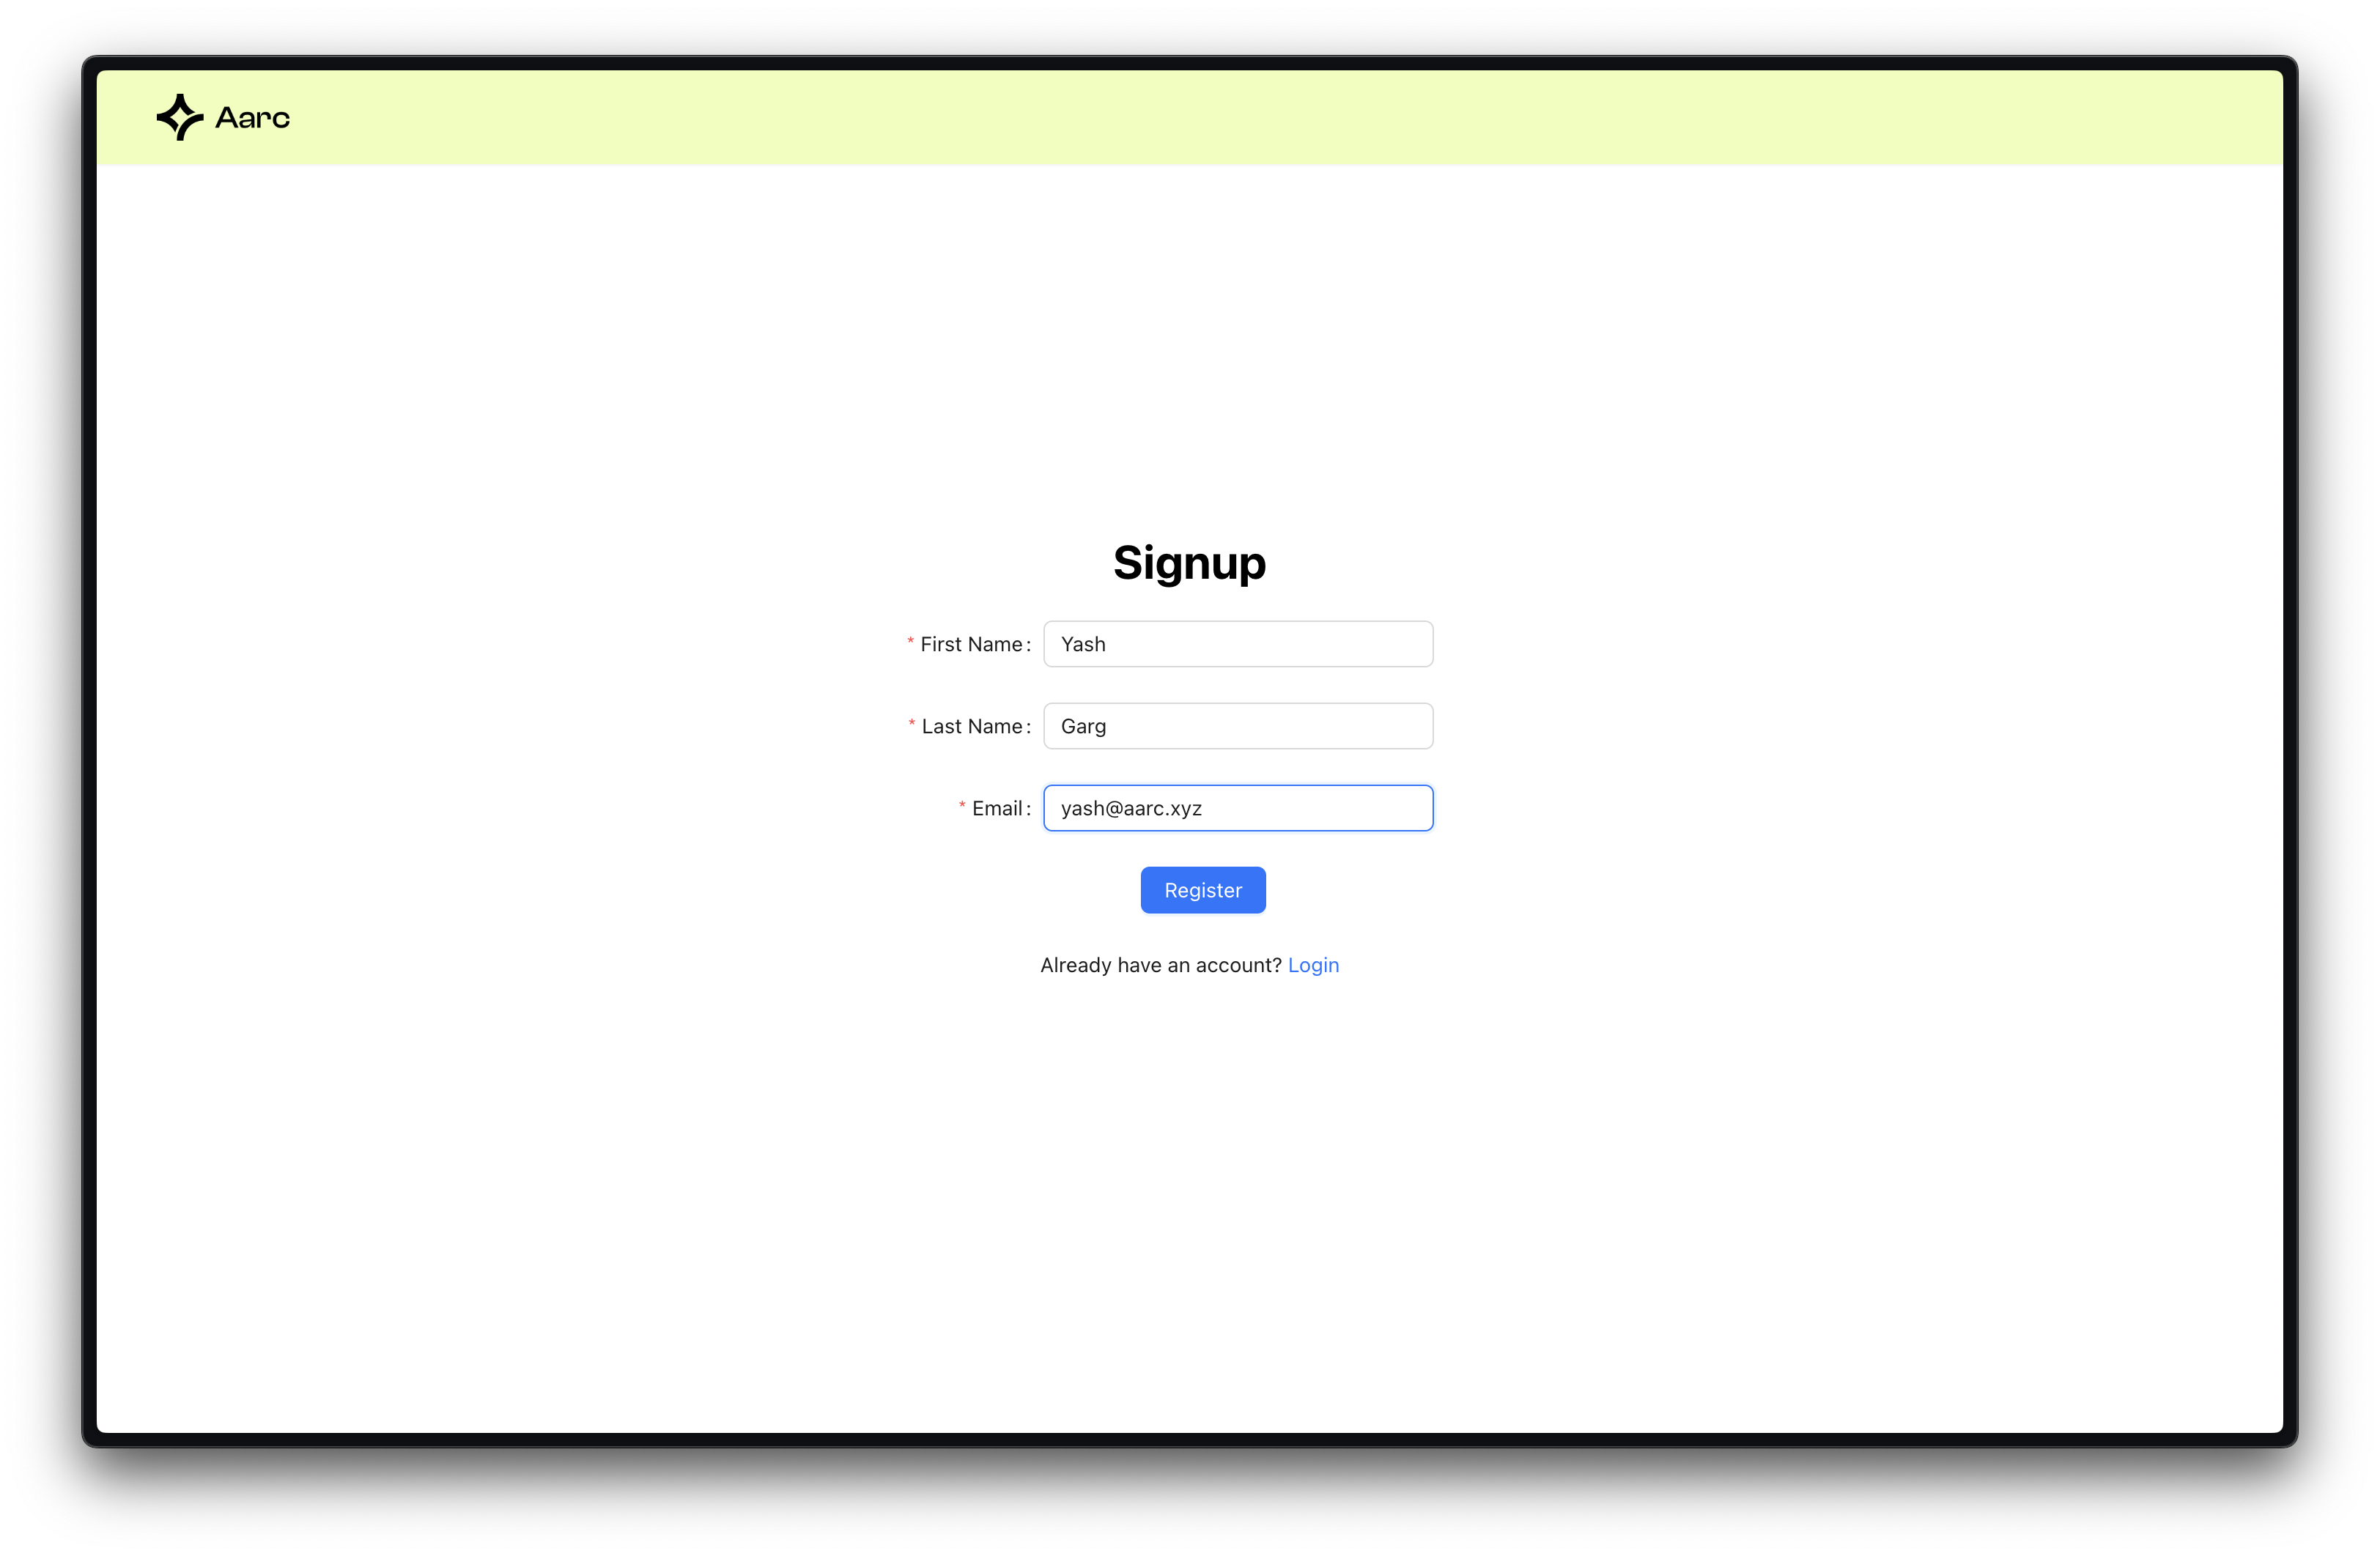 Aarc
Signup
* First Name: Yash
* Last Name: Garg
* Email: yash@aarc.xyz
Register
Already have an account? Login